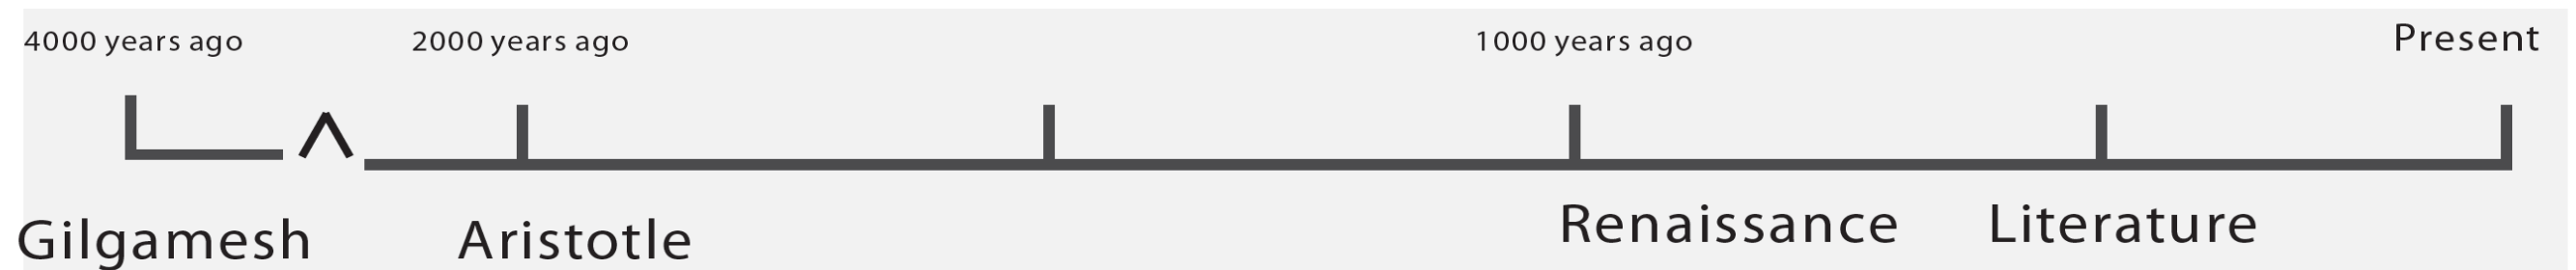 4000 years ago 2000 years ago 1000 years ago Present
Gilgamesh Aristotle Renaissance Literature